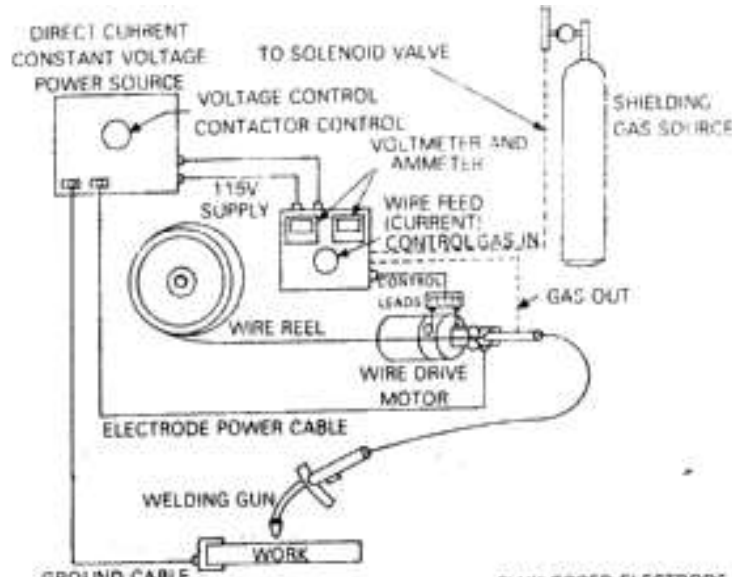 DIRECT CURRENT
CONSTANT VOLTAGE
POWER SOURCE
TO SOLENOID VALVE
VOLTAGE CONTROL
CONTACTOR CONTROL
SHIELDING
GAS SOURCE
VOLTMETER AND
AMMETER
115V
SUPPLY
WIRE FEED
(CURRENT)
CONTROL GAS IN
CONTROL
LEADS
GAS OUT
WIRE REEL
WIRE DRIVE
MOTOR
ELECTRODE POWER CABLE
WELDING GUN
WORK
GROUND CABLE
ELECTRODE